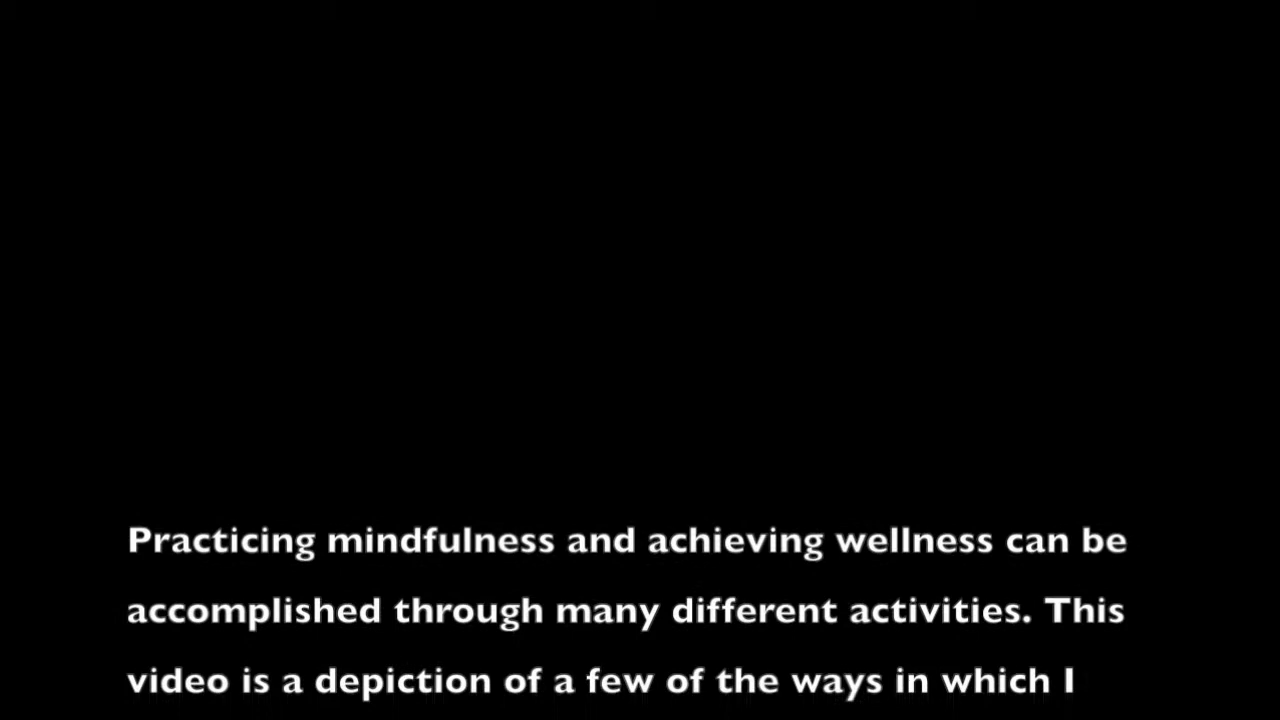 Practicing mindfulness and achieving wellness can be
accomplished through many different activities. This
video is a depiction of a few of the ways in which I